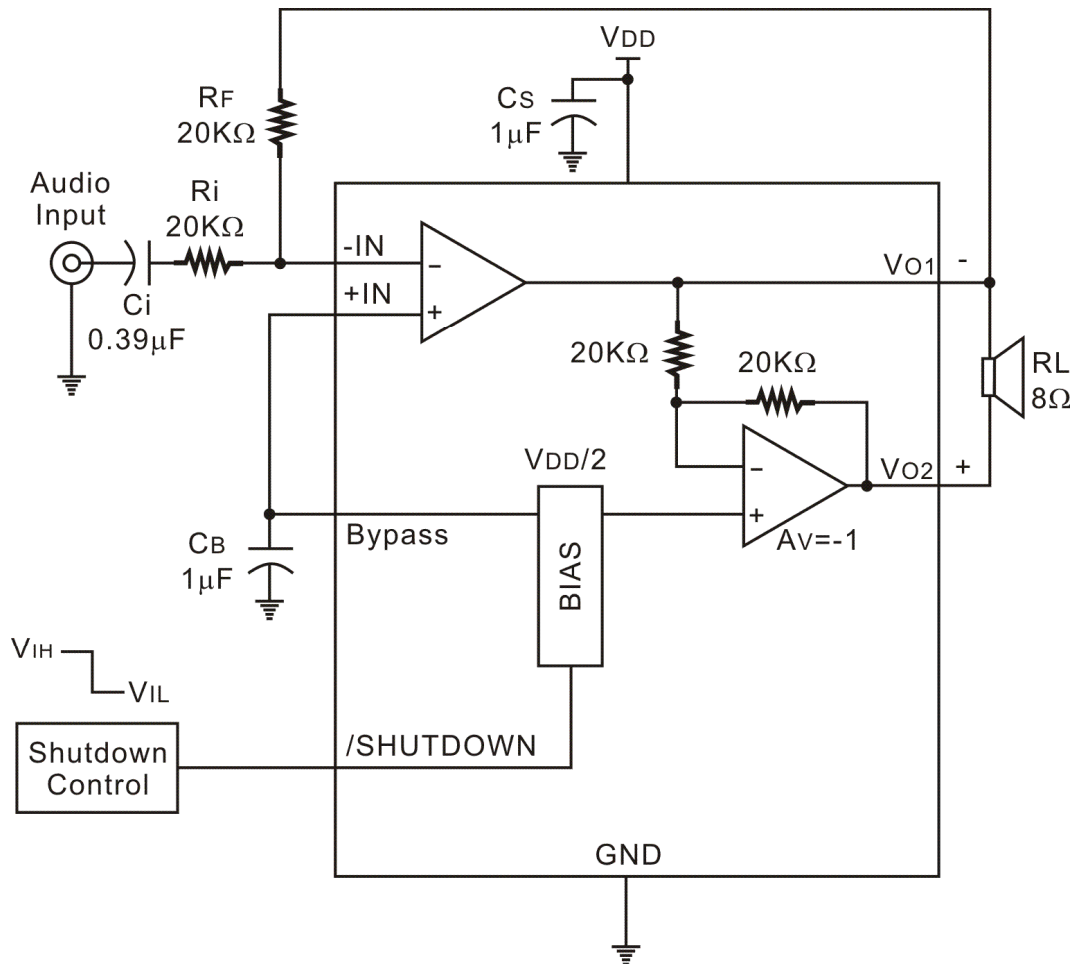 VDD
CS
1μF
RF
20KΩ
Audio
Input
Ri
20KΩ
Ci
0.39μF
-IN
+IN
−
+
VO1
-
20KΩ
20KΩ
RL
8Ω
VDD/2
−
+
VO2
+
AV=-1
Bypass
CB
1μF
BIAS
VIH
VIL
/SHUTDOWN
Shutdown
Control
GND